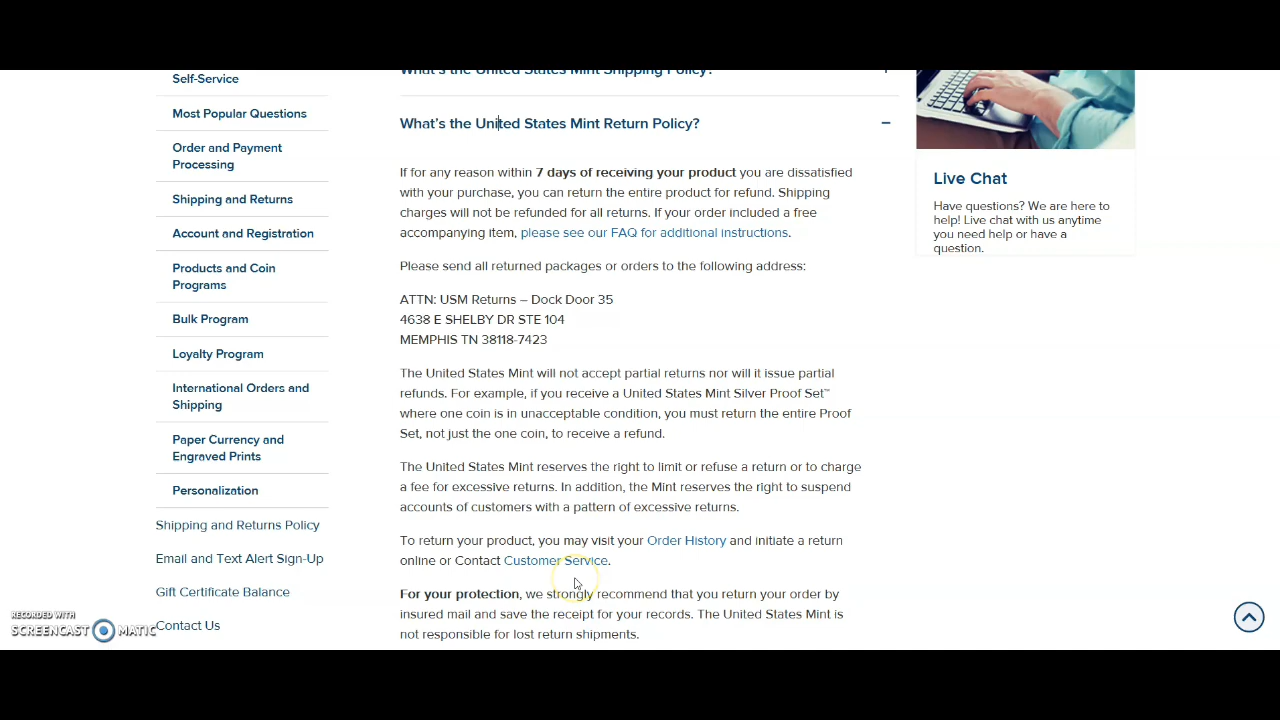 Self-Service
Most Popular Questions
Order and Payment
Processing
Shipping and Returns
Account and Registration
Products and Coin
Programs
Bulk Program
Loyalty Program
International Orders and
Shipping
Paper Currency and
Engraved Prints
Personalization
Shipping and Returns Policy
Email and Text Alert Sign-Up
Gift Certificate Balance
Contact Us
What's the United States Mint Shipping Policy?
What's the United States Mint Return Policy?
If for any reason within 7 days of receiving your product you are dissatisfied
with your purchase, you can return the entire product for refund. Shipping
charges will not be refunded for all returns. If your order included a free
accompanying item, please see our FAQ for additional instructions.
Please send all returned packages or orders to the following address:
ATTN: USM Returns – Dock Door 35
4638 E SHELBY DR STE 104
MEMPHIS TN 38118-7423
The United States Mint will not accept partial returns nor will it issue partial
refunds. For example, if you receive a United States Mint Silver Proof Set™
where one coin is in unacceptable condition, you must return the entire Proof
Set, not just the one coin, to receive a refund.
The United States Mint reserves the right to limit or refuse a return or to charge
a fee for excessive returns. In addition, the Mint reserves the right to suspend
accounts of customers with a pattern of excessive returns.
To return your product, you may visit your Order History and initiate a return
online or Contact Customer Service.
For your protection, we strongly recommend that you return your order by
insured mail and save the receipt for your records. The United States Mint is
not responsible for lost return shipments.
Live Chat
Have questions? We are here to
help! Live chat with us anytime
you need help or have a
question.
RECORDED WITH
SCREENCAST MATIC